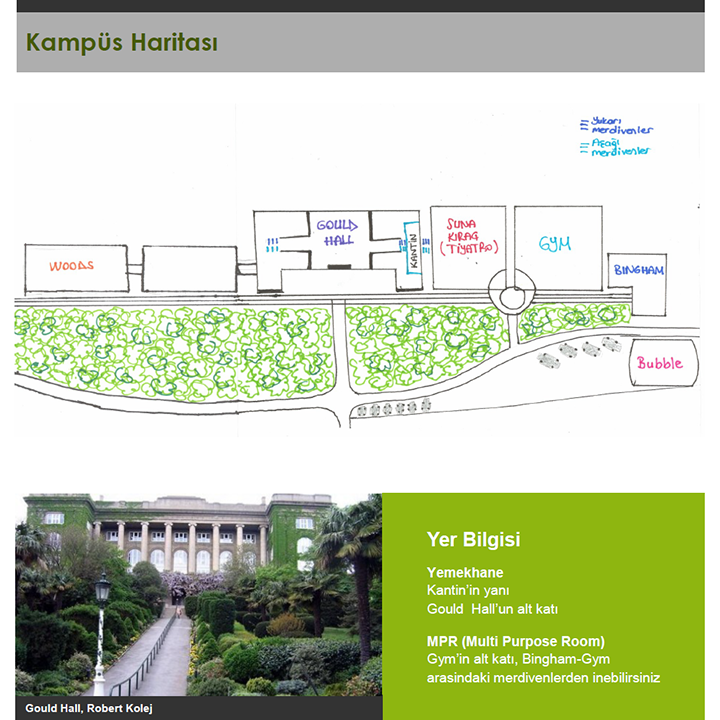 Kampüs Haritası
Yukarı
merdivenler
Aşağı
merdivenler
WOODS
GOULD
HALL
KANTİN
SUNA
KIRAÇ
(TİYATRO)
GYM
BINGHAM
Bubble
Yer Bilgisi
Yemekhane
Kantin'in yanı
Gould Hall'un alt katı
MPR (Multi Purpose Room)
Gym'in alt katı, Bingham-Gym
arasindaki merdivenlerden inebilirsiniz
Gould Hall, Robert Kolej